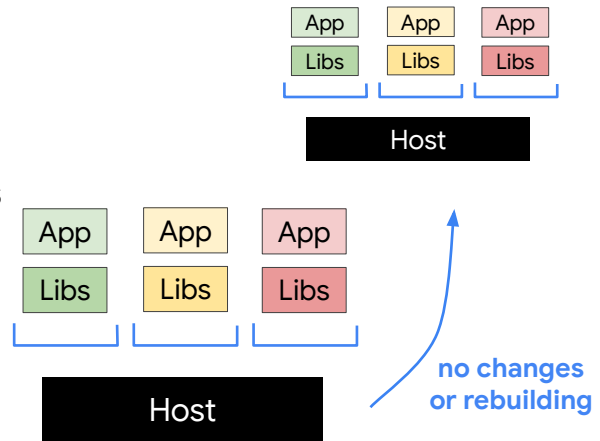 App App App
Libs Libs Libs
Host
s
App App App
Libs Libs Libs
no changes
or rebuilding
Host